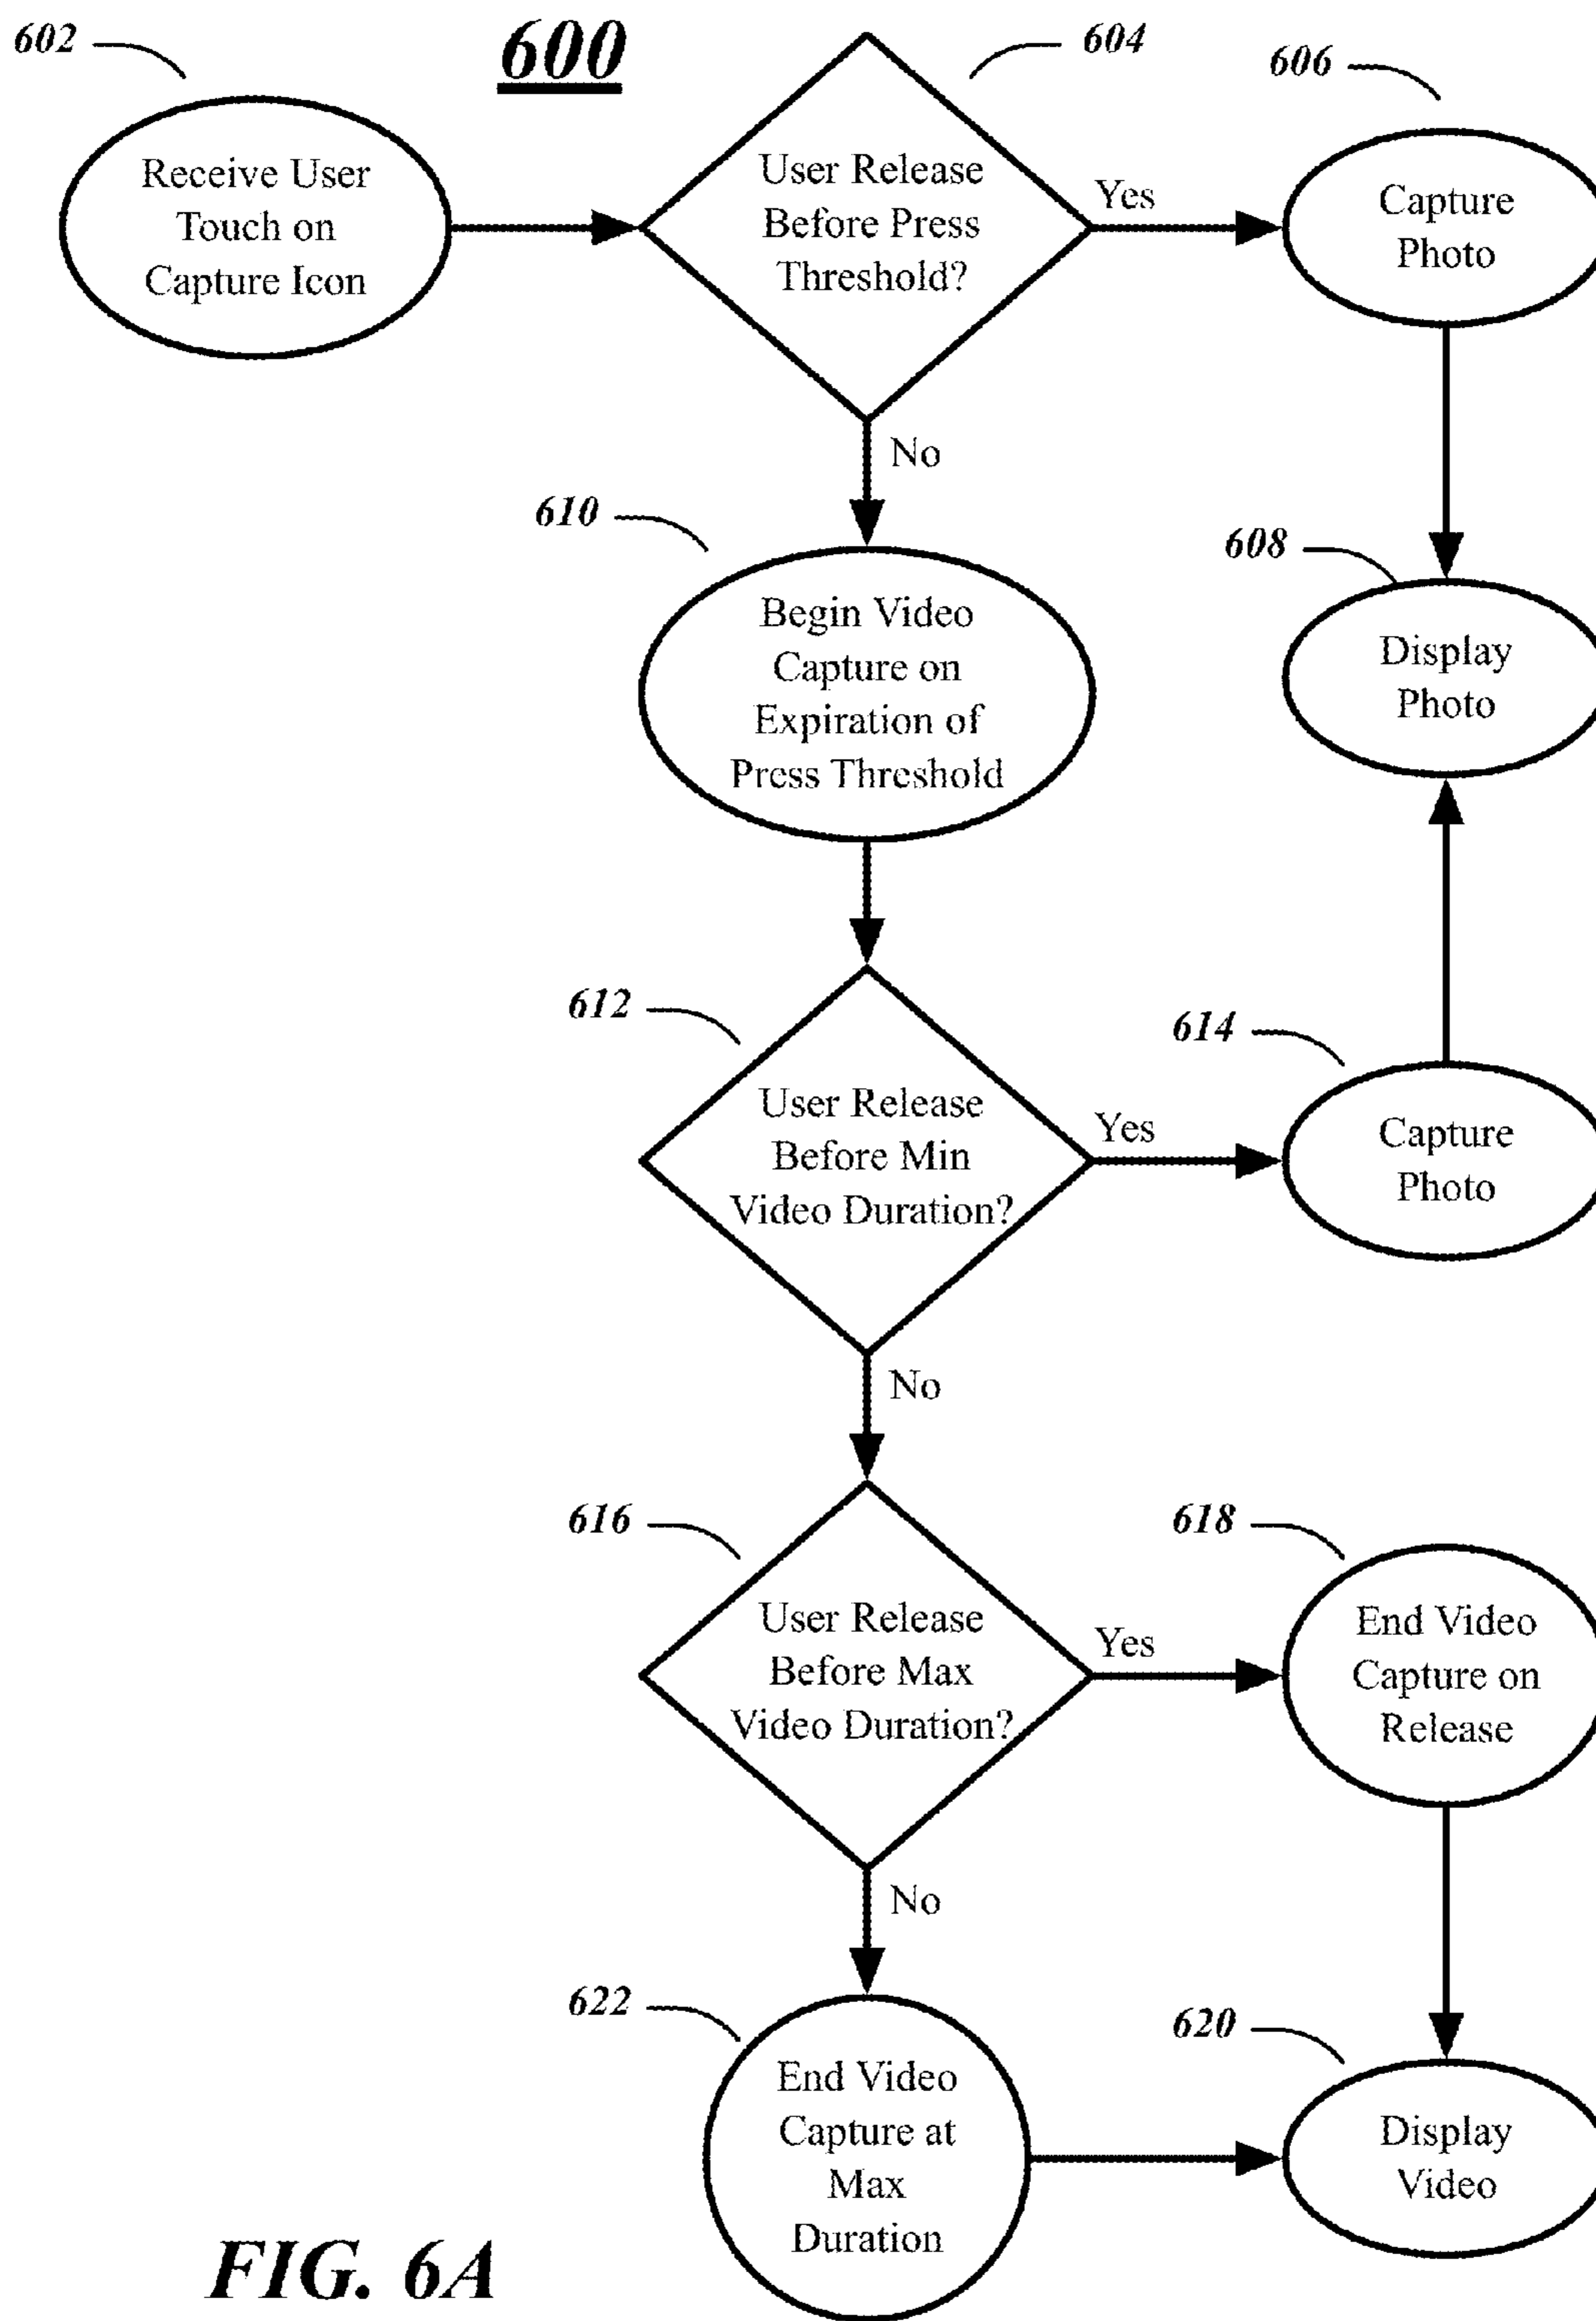 602
600
604
606
Receive User
Touch on
Capture Icon
User Release
Before Press
Threshold?
Yes
Capture
Photo
No
610
608
Begin Video
Capture on
Expiration of
Press Threshold
Display
Photo
612
614
User Release
Before Min
Video Duration?
Yes
Capture
Photo
No
616
618
User Release
Before Max
Video Duration?
Yes
End Video
Capture on
Release
No
622
620
End Video
Capture at
Max
Duration
Display
Video
FIG. 6A